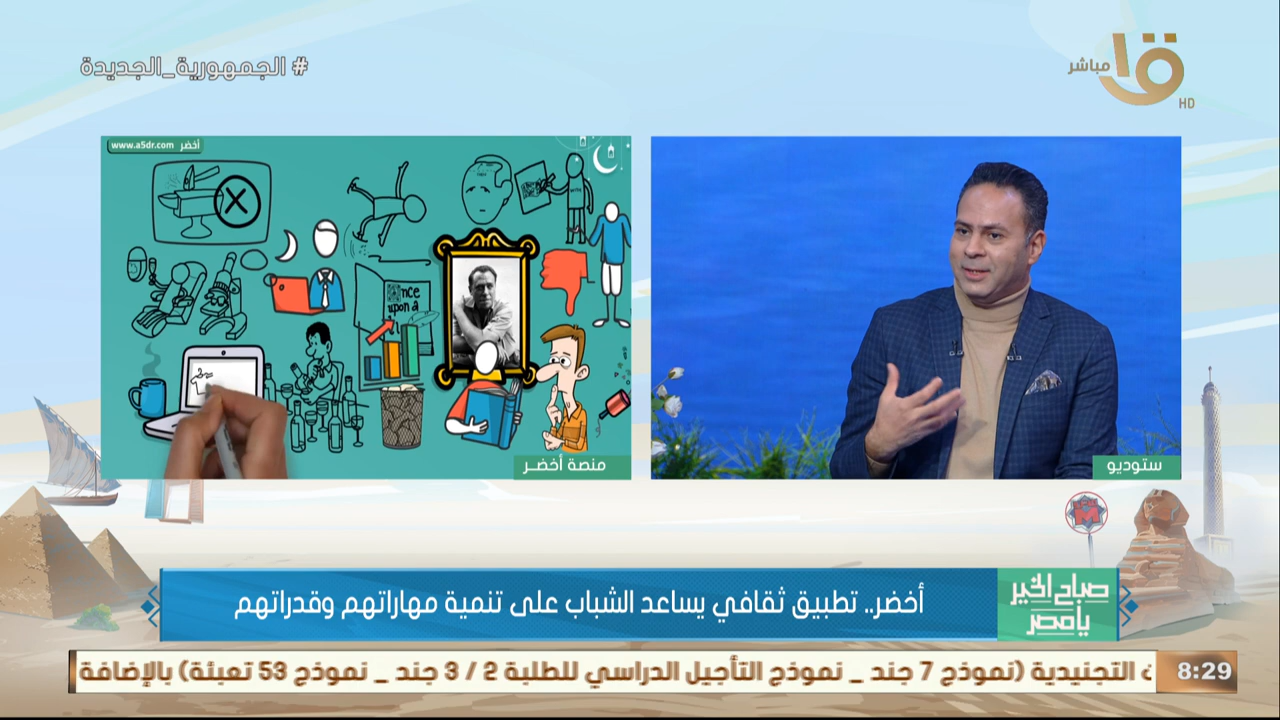 # الجمهورية_الجديدة
مباشر
HD
www.a5dr.com أخضر
Once
upon a
منصة أخضر
ستوديو
أخضر.. تطبيق ثقافي يساعد الشباب على تنمية مهاراتهم وقدراتهم
صباح الخير
يا مصر
8:29
التجنيدية (نموذج 7 جند _ نموذج التأجيل الدراسي للطلبة 2 / 3 جند _ نموذج 53 تعبئة) بالإضافة